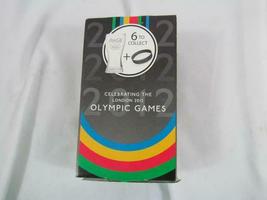 6 TO
COLLECT
+
CELEBRATING THE
LONDON 2012
OLYMPIC GAMES